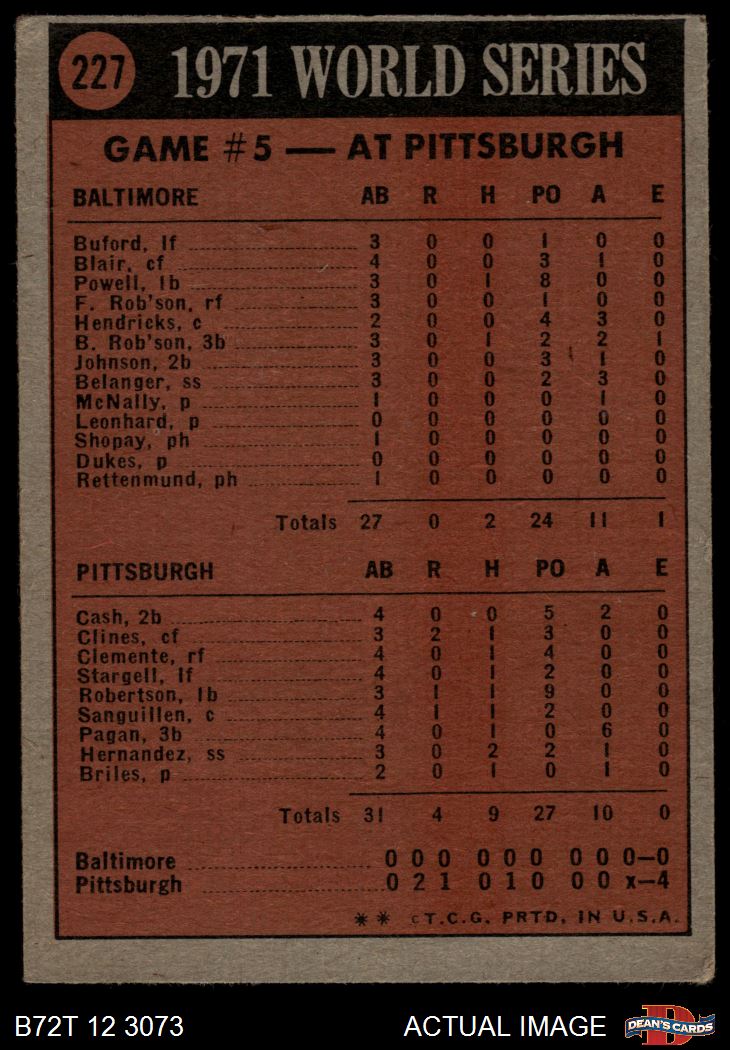 227 1971 WORLD SERIES
GAME #5 — AT PITTSBURGH
BALTIMORE AB R H PO A E
Buford, lf 3 0 0 1 0 0
Blair, cf 4 0 0 3 1 0
Powell, 1b 3 0 1 8 0 0
F. Rob'son, rf 3 0 0 1 0 0
Hendricks, c 2 0 0 4 3 0
B. Rob'son, 3b 3 0 1 2 2 1
Johnson, 2b 3 0 0 3 1 0
Belanger, ss 3 0 0 2 3 0
McNally, p 1 0 0 0 1 0
Leonhard, p 0 0 0 0 0 0
Shopay, ph 1 0 0 0 0 0
Dukes, p 0 0 0 0 0 0
Rettenmund, ph 1 0 0 0 0 0
Totals 27 0 2 24 11 1
PITTSBURGH AB R H PO A E
Cash, 2b 4 0 0 5 2 0
Clines, cf 3 2 1 3 0 0
Clemente, rf 4 0 1 4 0 0
Stargell, lf 4 0 1 2 0 0
Robertson, 1b 3 1 1 9 0 0
Sanguillen, c 4 1 1 2 0 0
Pagan, 3b 4 0 1 0 6 0
Hernandez, ss 3 0 2 2 1 0
Briles, p 2 0 1 0 1 0
Totals 31 4 9 27 10 0
Baltimore 0 0 0 0 0 0 0 0 0—0
Pittsburgh 0 2 1 0 1 0 0 0 x—4
** ©T.C.G. PRTD. IN U.S.A.
B72T 12 3073 ACTUAL IMAGE D DEAN'S CARDS